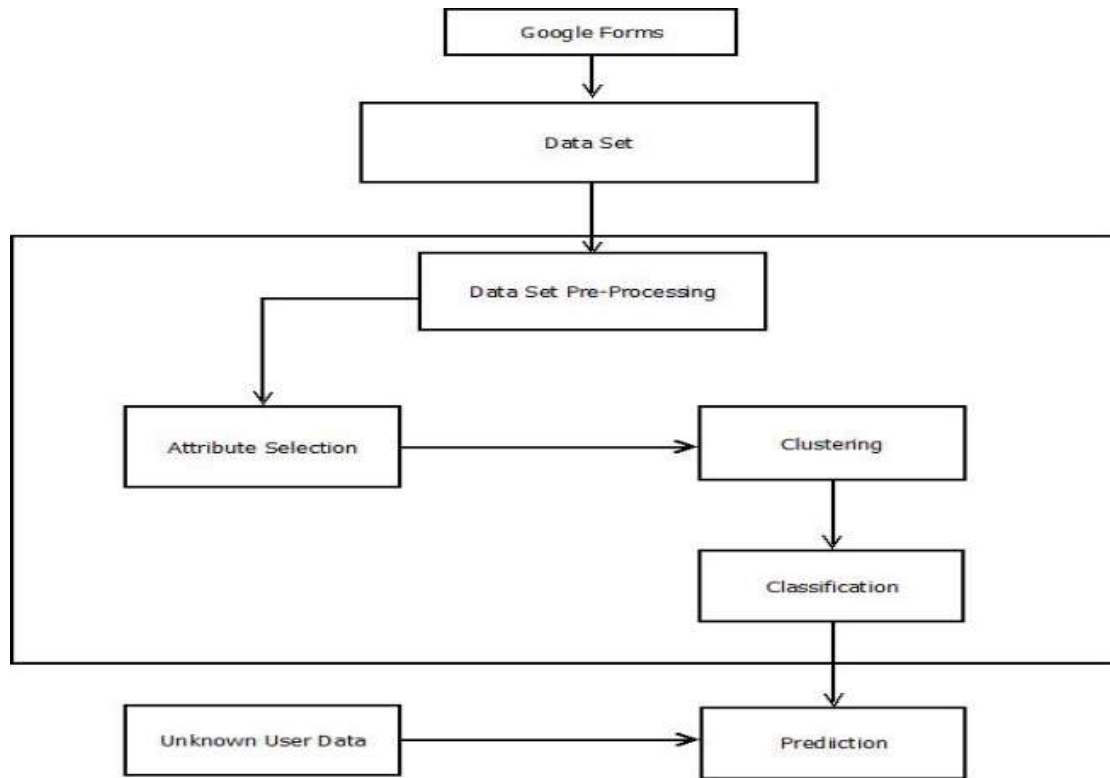 Google Forms
Data Set
Data Set Pre-Processing
Attribute Selection
Clustering
Classification
Unknown User Data
Prediiction